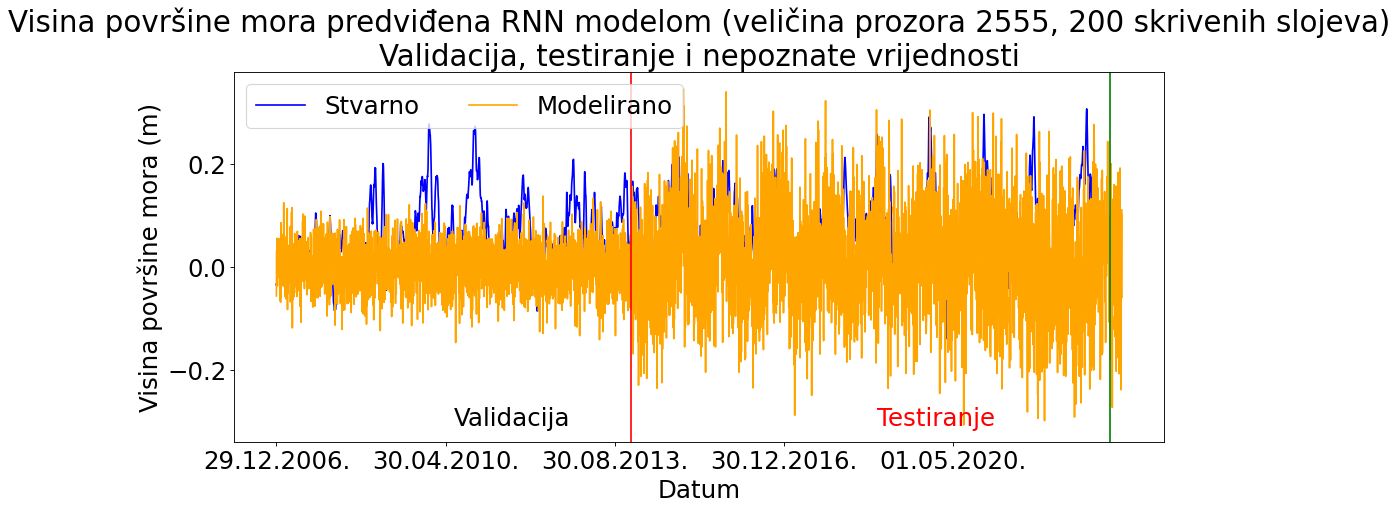 Visina površine mora predviđena RNN modelom (veličina prozora 2555, 200 skrivenih slojeva)
Validacija, testiranje i nepoznate vrijednosti
Stvarno
Modelirano
Visina površine mora (m)
0.2
0.0
−0.2
Validacija
Testiranje
29.12.2006.
30.04.2010.
30.08.2013.
30.12.2016.
01.05.2020.
Datum